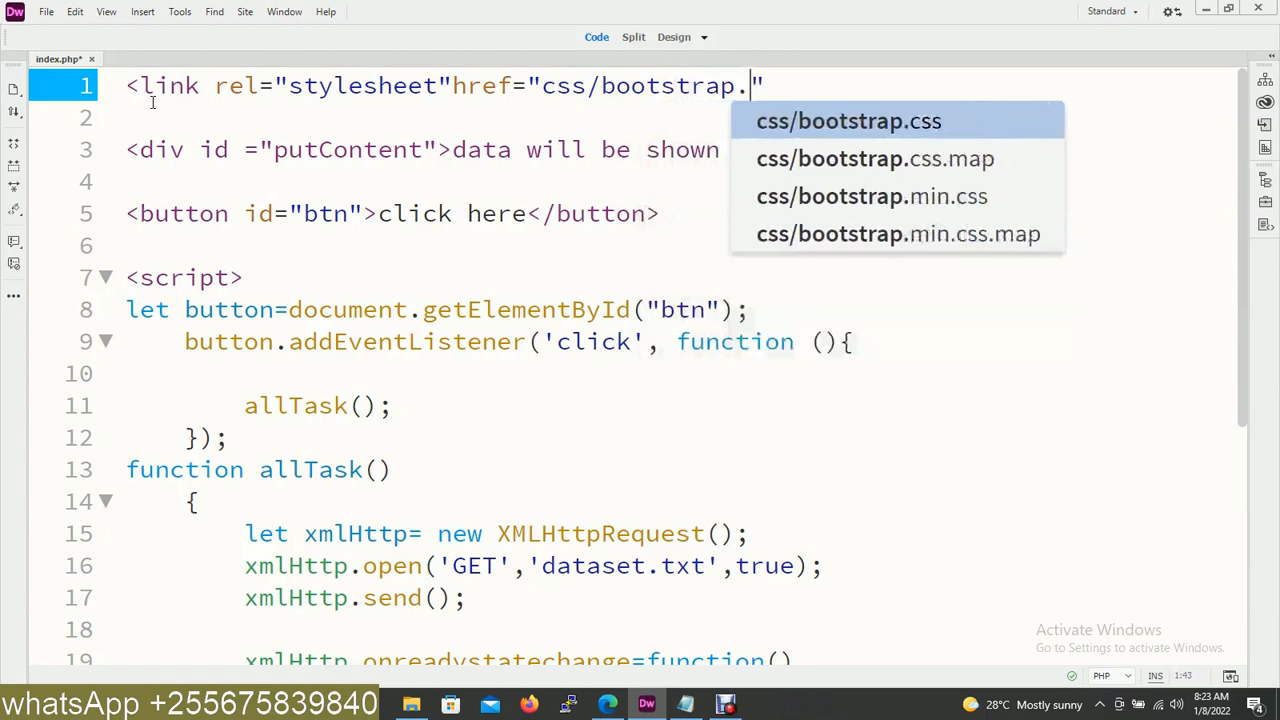 Dw File Edit View Insert Tools Find Site Window Help Standard
Code Split Design
index.php*
1 <link rel="stylesheet"href="css/bootstrap."
css/bootstrap.css
css/bootstrap.css.map
css/bootstrap.min.css
css/bootstrap.min.css.map
2
3 <div id ="putContent">data will be shown
4
5 <button id="btn">click here</button>
6
7 <script>
8 let button=document.getElementById("btn");
9 button.addEventListener('click', function (){
10
11 allTask();
12 });
13 function allTask()
14 {
15 let xmlHttp= new XMLHttpRequest();
16 xmlHttp.open('GET','dataset.txt',true);
17 xmlHttp.send();
19 xmlHttp.onreadystatechange=function()
Activate Windows
Go to Settings to activate Windows.
PHP INS 1:43
whatsApp +255675839840
Dw
28°C Mostly sunny
8:23 AM
1/8/2022